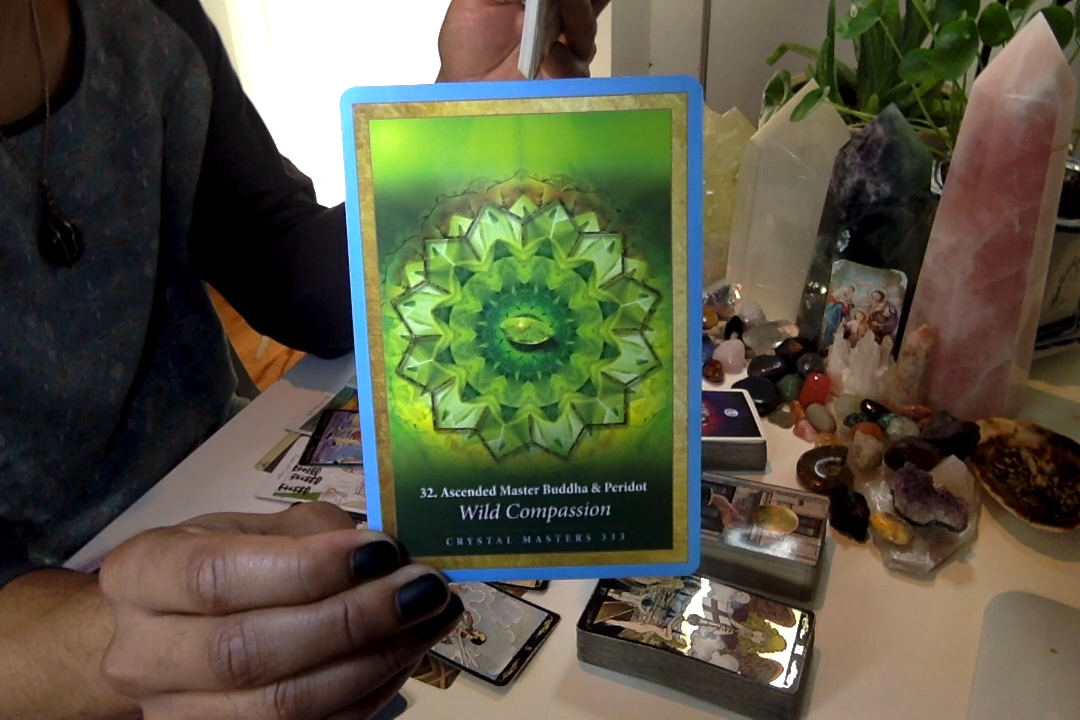 32. Ascended Master Buddha & Peridot
Wild Compassion
CRYSTAL MASTERS 333